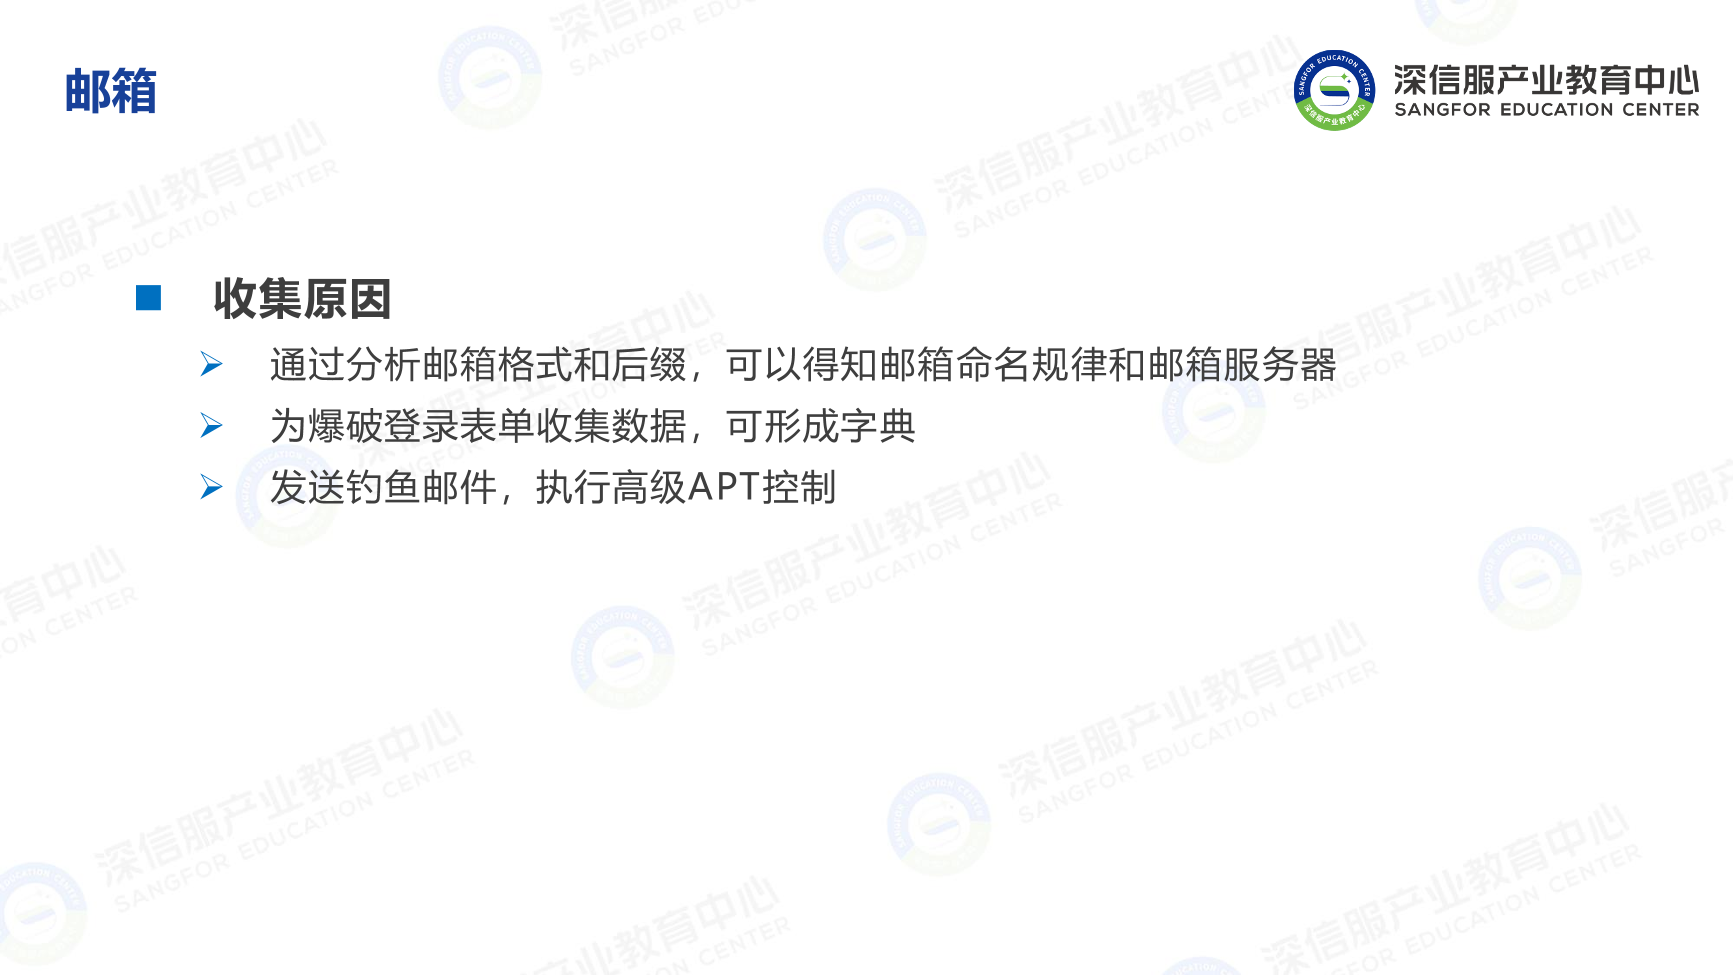 邮箱
深信服产业教育中心
SANGFOR EDUCATION CENTER
收集原因
通过分析邮箱格式和后缀，可以得知邮箱命名规律和邮箱服务器
为爆破登录表单收集数据，可形成字典
发送钓鱼邮件，执行高级APT控制